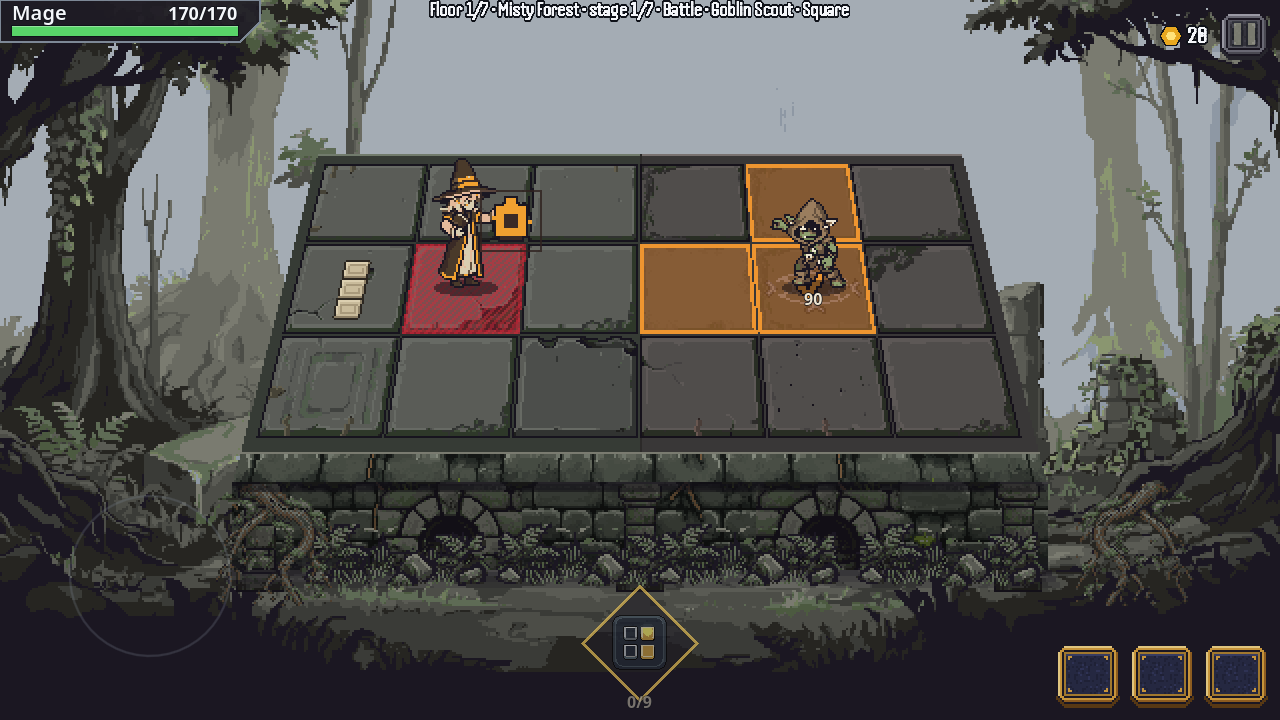 Mage 170/170
Floor 1/7 · Misty Forest · stage 1/7 · Battle · Goblin Scout · Square
28
90
0/9